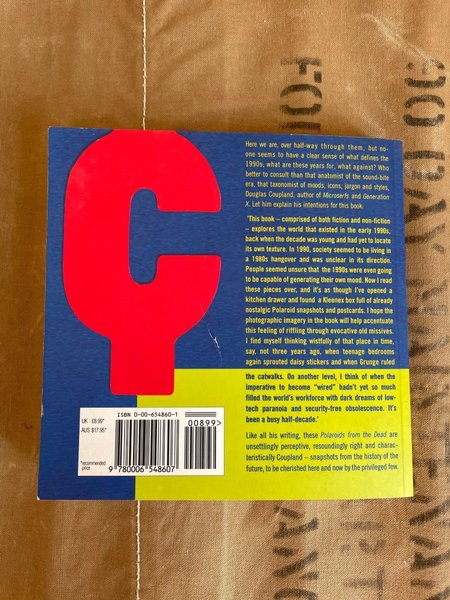 Here we are, over half-way through them, but no-
one seems to have a clear sense of what defines the
1990s; what are these years for, what against? Who
better to consult than that anatomist of the sound-bite
era, that taxonomist of moods, icons, jargon and styles,
Douglas Coupland, author of Microserfs and Generation
X. Let him explain his intentions for this book.
'This book – comprised of both fiction and non-fiction
– explores the world that existed in the early 1990s,
back when the decade was young and had yet to locate
its own texture. In 1990, society seemed to be living in
a 1980s hangover and was unclear in its direction.
People seemed unsure that the 1990s were even going
to be capable of generating their own mood. Now I read
these pieces over, and it's as though I've opened a
kitchen drawer and found a Kleenex box full of already
nostalgic Polaroid snapshots and postcards. I hope the
photographic imagery in the book will help accentuate
this feeling of riffling through evocative old missives.
I find myself thinking wistfully of that place in time,
say, not three years ago, when teenage bedrooms
again sprouted daisy stickers and when Grunge ruled
the catwalks. On another level, I think of when the
imperative to become "wired" hadn't yet so much
filled the world's workforce with dark dreams of low-
tech paranoia and security-free obsolescence. It's
been a busy half-decade.'
Like all his writing, these Polaroids from the Dead are
unsettlingly perceptive, resoundingly right and char-
acteristically Coupland – snapshots from the history of
the future, to be cherished here and now by the privileged few.
Ç
ISBN 0-00-654860-1
00899>
UK £8.99*
AUS $17.95*
*recommended
price
9 780006 548607